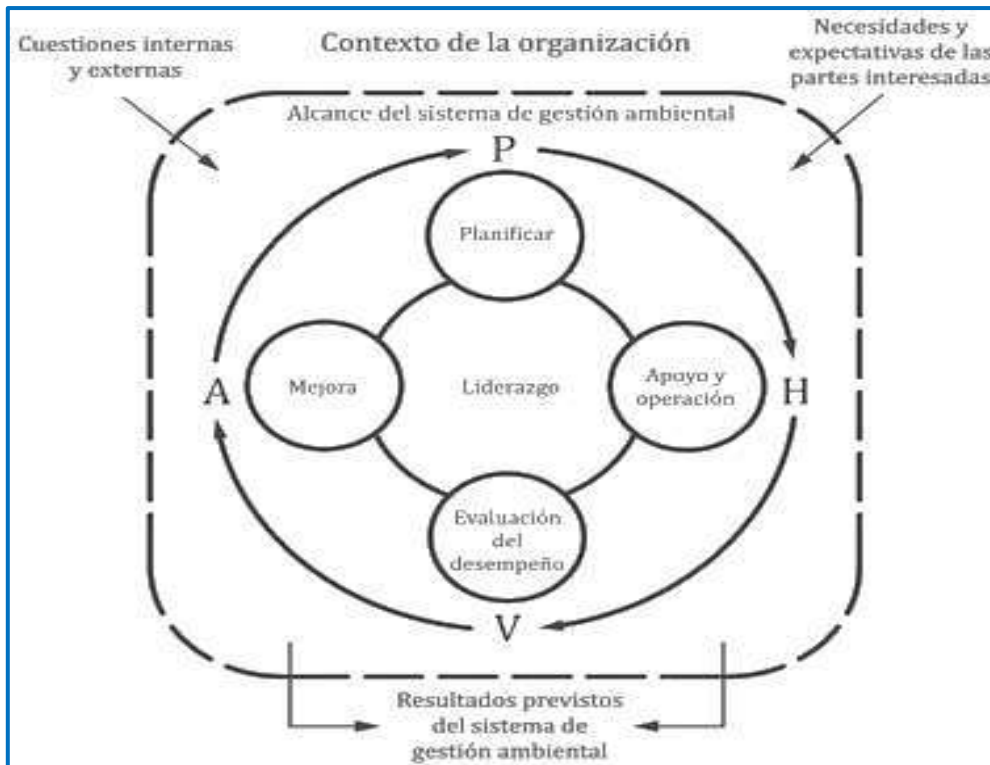 Cuestiones internas
y externas
Contexto de la organización
Necesidades y
expectativas de las
partes interesadas
Alcance del sistema de gestión ambiental
P
Planificar
A
Mejora
Liderazgo
Apoyo y
operación
H
Evaluación
del
desempeño
V
Resultados previstos
del sistema de
gestión ambiental